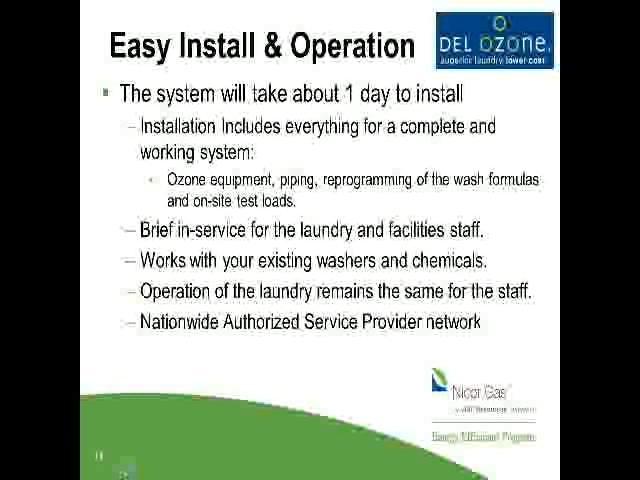 Easy Install & Operation
DEL OZONE.
superior laundry lower cost
The system will take about 1 day to install
– Installation Includes everything for a complete and
working system:
• Ozone equipment, piping, reprogramming of the wash formulas
and on-site test loads.
– Brief in-service for the laundry and facilities staff.
– Works with your existing washers and chemicals.
– Operation of the laundry remains the same for the staff.
– Nationwide Authorized Service Provider network
Nicor Gas
Energy Efficiency Program